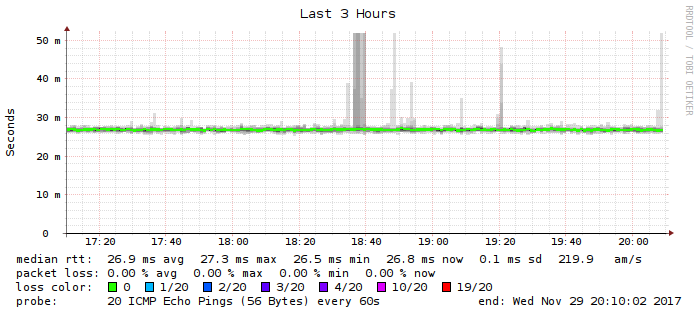 Last 3 Hours
RRDTOOL / TOBI OETIKER
Seconds
50 m
40 m
30 m
20 m
10 m
0
17:20 17:40 18:00 18:20 18:40 19:00 19:20 19:40 20:00
median rtt: 26.9 ms avg 27.3 ms max 26.5 ms min 26.8 ms now 0.1 ms sd 219.9 am/s
packet loss: 0.00 % avg 0.00 % max 0.00 % min 0.00 % now
loss color: 0 1/20 2/20 3/20 4/20 10/20 19/20
probe: 20 ICMP Echo Pings (56 Bytes) every 60s end: Wed Nov 29 20:10:02 2017